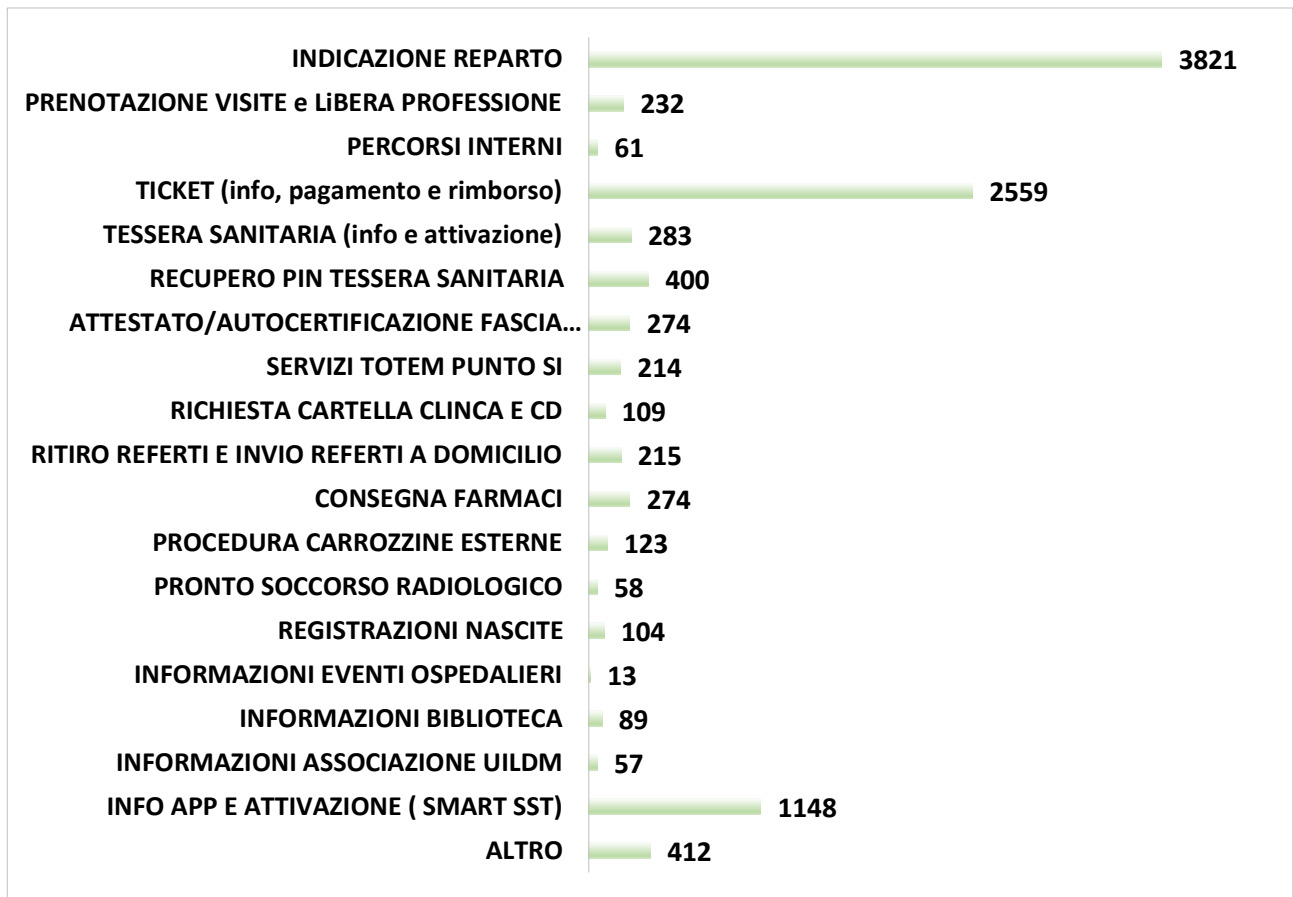 INDICAZIONE REPARTO 3821
PRENOTAZIONE VISITE e LiBERA PROFESSIONE 232
PERCORSI INTERNI 61
TICKET (info, pagamento e rimborso) 2559
TESSERA SANITARIA (info e attivazione) 283
RECUPERO PIN TESSERA SANITARIA 400
ATTESTATO/AUTOCERTIFICAZIONE FASCIA... 274
SERVIZI TOTEM PUNTO SI 214
RICHIESTA CARTELLA CLINCA E CD 109
RITIRO REFERTI E INVIO REFERTI A DOMICILIO 215
CONSEGNA FARMACI 274
PROCEDURA CARROZZINE ESTERNE 123
PRONTO SOCCORSO RADIOLOGICO 58
REGISTRAZIONI NASCITE 104
INFORMAZIONI EVENTI OSPEDALIERI 13
INFORMAZIONI BIBLIOTECA 89
INFORMAZIONI ASSOCIAZIONE UILDM 57
INFO APP E ATTIVAZIONE ( SMART SST) 1148
ALTRO 412